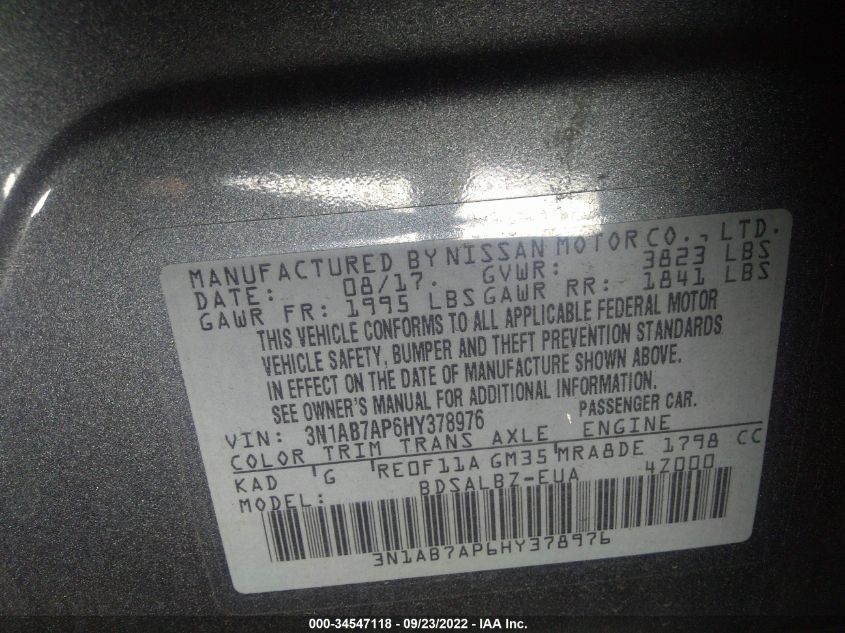 MANUFACTURED BY NISSAN MOTOR CO., LTD.
DATE: 08/17. GVWR: 3823 LBS
GAWR FR: 1995 LBS GAWR RR: 1841 LBS
THIS VEHICLE CONFORMS TO ALL APPLICABLE FEDERAL MOTOR
VEHICLE SAFETY, BUMPER AND THEFT PREVENTION STANDARDS
IN EFFECT ON THE DATE OF MANUFACTURE SHOWN ABOVE.
SEE OWNER'S MANUAL FOR ADDITIONAL INFORMATION.
VIN: 3N1AB7AP6HY378976 PASSENGER CAR.
COLOR TRIM TRANS AXLE ENGINE
KAD G RE0F11A GM35 MRA8DE 1798 CC
MODEL: BDSALBZ-EUA 4Z000
3N1AB7AP6HY378976
000-34547118 - 09/23/2022 - IAA Inc.